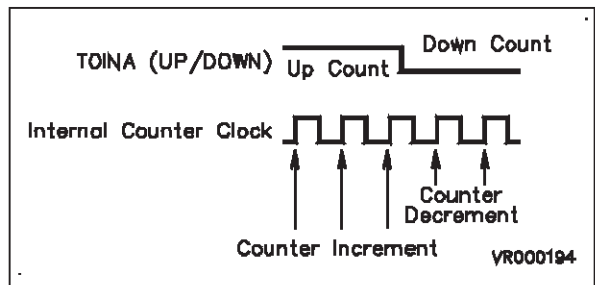 Down Count
TOINA (UP/DOWN)
Up Count
Internal Counter Clock
Counter
Decrement
Counter Increment
VR000194